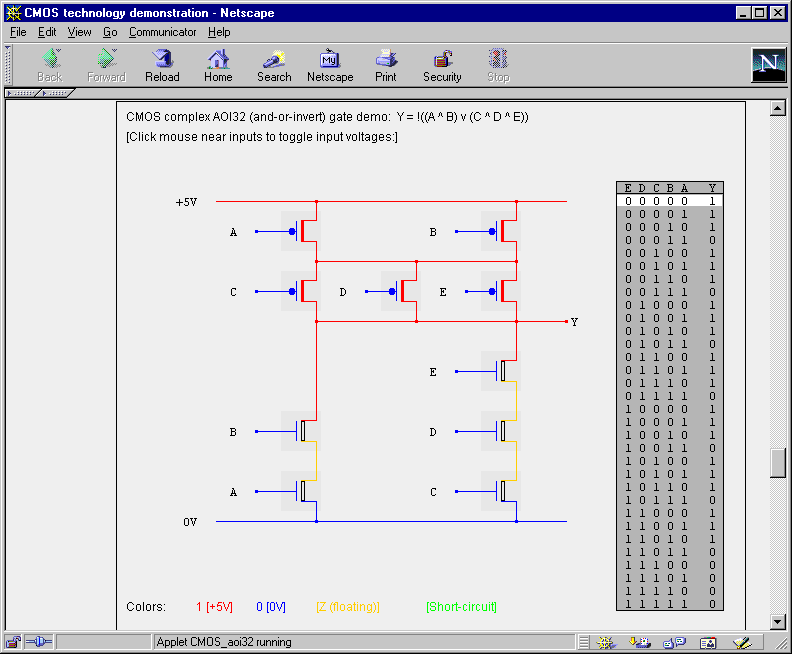 CMOS technology demonstration - Netscape
File Edit View Go Communicator Help
My
N
Back Forward Reload Home Search Netscape Print Security Stop
CMOS complex AOI32 (and-or-invert) gate demo: Y = !((A ^ B) v (C ^ D ^ E))
[Click mouse near inputs to toggle input voltages:]
+5V
A
B
C
D
E
Y
E
B
D
A
C
0V
E D C B A Y
0 0 0 0 0 1
0 0 0 0 1 1
0 0 0 1 0 1
0 0 0 1 1 0
0 0 1 0 0 1
0 0 1 0 1 1
0 0 1 1 0 1
0 0 1 1 1 0
0 1 0 0 0 1
0 1 0 0 1 1
0 1 0 1 0 1
0 1 0 1 1 0
0 1 1 0 0 1
0 1 1 0 1 1
0 1 1 1 0 1
0 1 1 1 1 0
1 0 0 0 0 1
1 0 0 0 1 1
1 0 0 1 0 1
1 0 0 1 1 0
1 0 1 0 0 1
1 0 1 0 1 1
1 0 1 1 0 1
1 0 1 1 1 0
1 1 0 0 0 1
1 1 0 0 1 1
1 1 0 1 0 1
1 1 0 1 1 0
1 1 1 0 0 0
1 1 1 0 1 0
1 1 1 1 0 0
1 1 1 1 1 0
Colors: 1 [+5V] 0 [0V] [Z (floating)] [Short-circuit]
Applet CMOS_aoi32 running